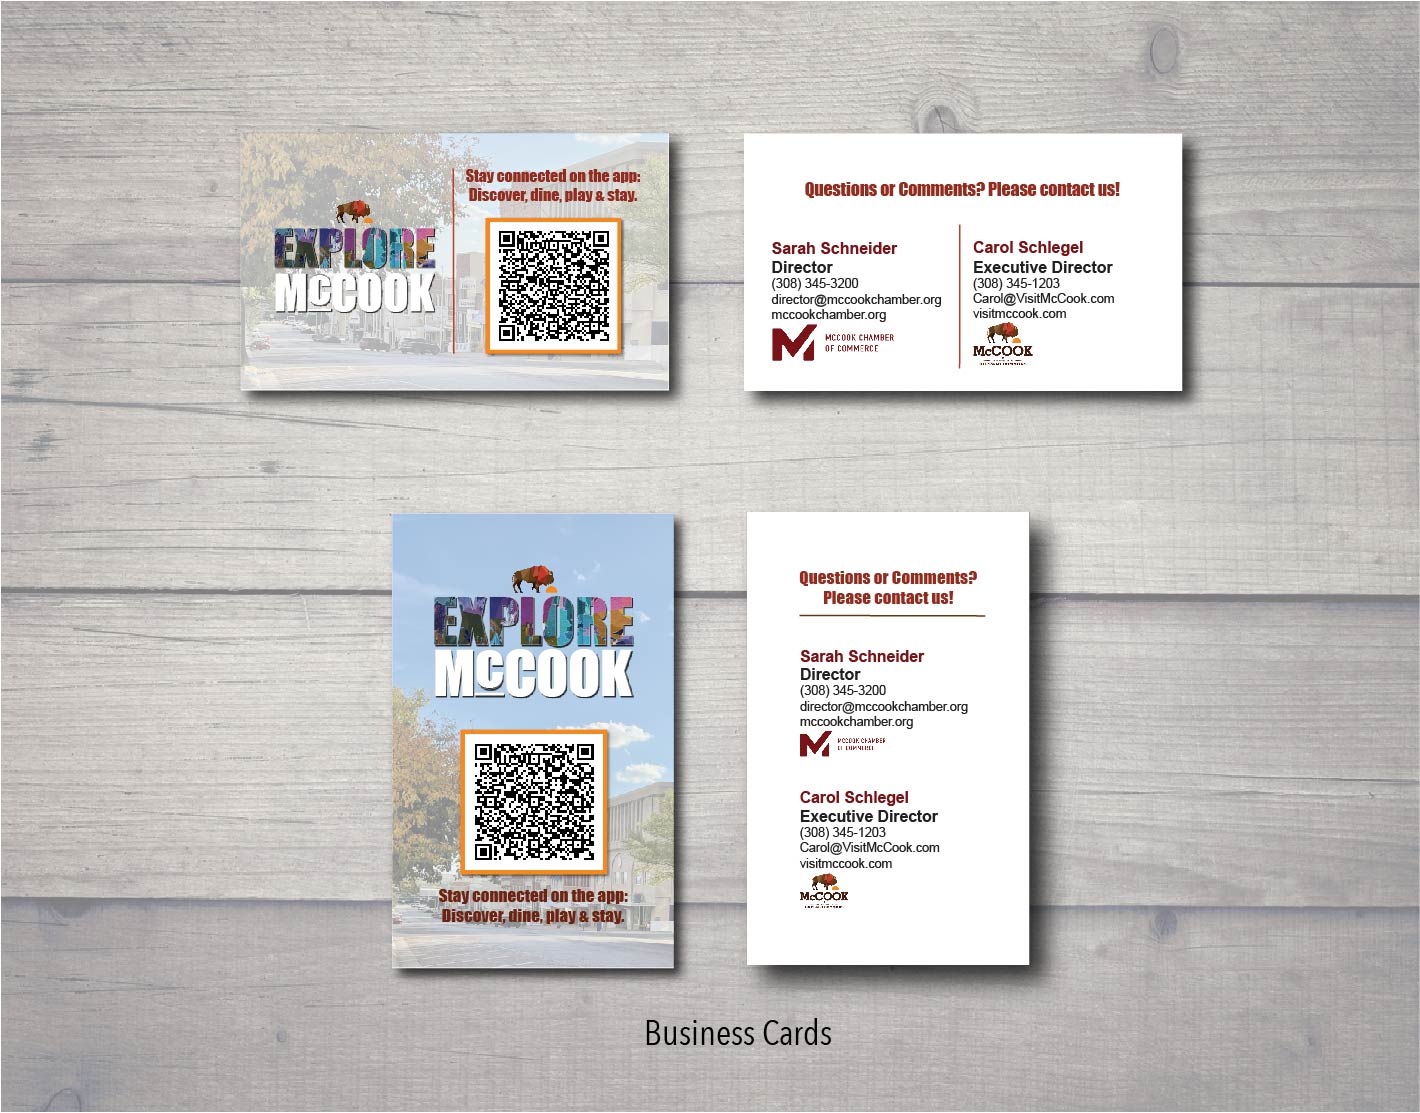 Stay connected on the app:
Discover, dine, play & stay.
EXPLORE
McCOOK
Questions or Comments? Please contact us!
Sarah Schneider
Director
(308) 345-3200
director@mccookchamber.org
mccookchamber.org
MCCOOK CHAMBER
OF COMMERCE
Carol Schlegel
Executive Director
(308) 345-1203
Carol@VisitMcCook.com
visitmccook.com
McCOOK
EXPLORE
McCOOK
Stay connected on the app:
Discover, dine, play & stay.
Questions or Comments?
Please contact us!
Sarah Schneider
Director
(308) 345-3200
director@mccookchamber.org
mccookchamber.org
MCCOOK CHAMBER
OF COMMERCE
Carol Schlegel
Executive Director
(308) 345-1203
Carol@VisitMcCook.com
visitmccook.com
McCOOK
Business Cards